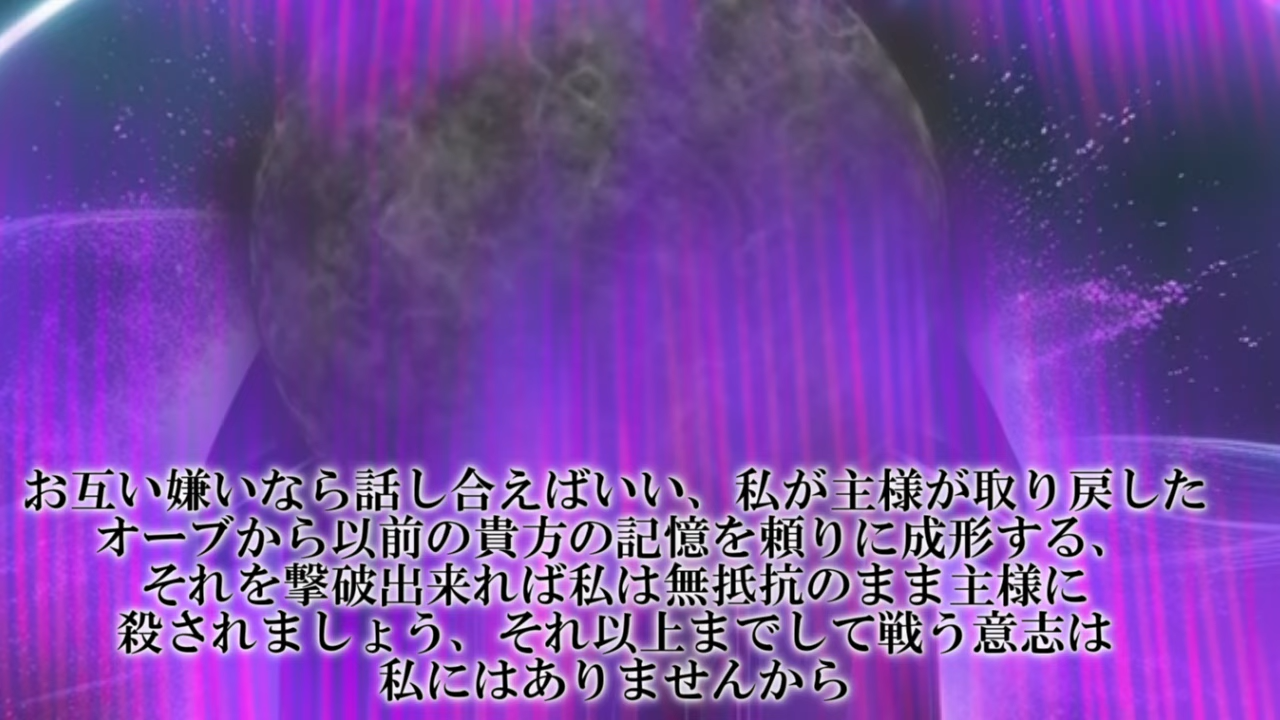 お互い嫌いなら話し合えばいい、私が主様が取り戻した
オーブから以前の貴方の記憶を頼りに成形する、
それを撃破出来れば私は無抵抗のまま主様に
殺されましょう、それ以上までして戦う意志は
私にはありませんから